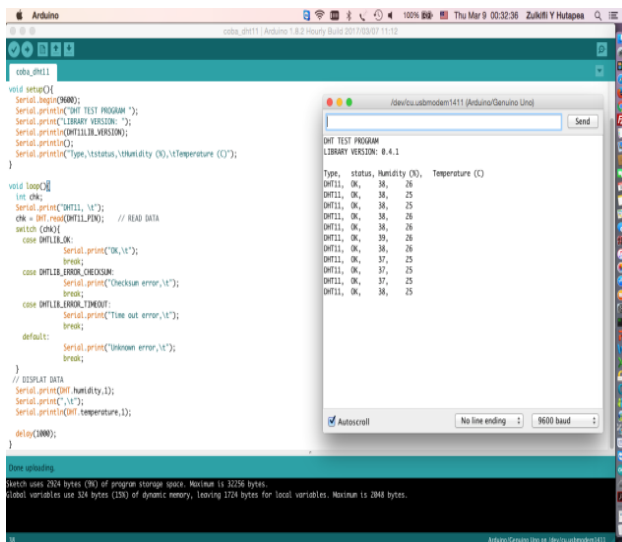 Arduino
100%
Thu Mar 9 00:32:36 Zulkifli Y Hutapea
coba_dht11 | Arduino 1.8.2 Hourly Build 2017/03/07 11:12
coba_dht11
void setup(){
Serial.begin(9600);
Serial.println("DHT TEST PROGRAM ");
Serial.print("LIBRARY VERSION: ");
Serial.println(DHT11LIB_VERSION);
Serial.println();
Serial.println("Type,\tstatus,\tHumidity (%),\tTemperature (C)");
}
void loop(){
int chk;
Serial.print("DHT11, \t");
chk = DHT.read(DHT11_PIN); // READ DATA
switch (chk){
case DHTLIB_OK:
Serial.print("OK,\t");
break;
case DHTLIB_ERROR_CHECKSUM:
Serial.print("Checksum error,\t");
break;
case DHTLIB_ERROR_TIMEOUT:
Serial.print("Time out error,\t");
break;
default:
Serial.print("Unknown error,\t");
break;
}
// DISPLAT DATA
Serial.print(DHT.humidity,1);
Serial.print(",\t");
Serial.println(DHT.temperature,1);
delay(1000);
}
/dev/cu.usbmodem1411 (Arduino/Genuino Uno)
Send
DHT TEST PROGRAM
LIBRARY VERSION: 0.4.1
Type, status, Humidity (%), Temperature (C)
DHT11, OK, 38, 26
DHT11, OK, 38, 25
DHT11, OK, 38, 25
DHT11, OK, 38, 26
DHT11, OK, 38, 26
DHT11, OK, 39, 26
DHT11, OK, 38, 26
DHT11, OK, 37, 25
DHT11, OK, 37, 25
DHT11, OK, 37, 25
DHT11, OK, 38, 25
Autoscroll
No line ending
9600 baud
Done uploading.
Sketch uses 2924 bytes (9%) of program storage space. Maximum is 32256 bytes.
Global variables use 324 bytes (15%) of dynamic memory, leaving 1724 bytes for local variables. Maximum is 2048 bytes.
Arduino/Genuino Uno on /dev/cu.usbmodem1411